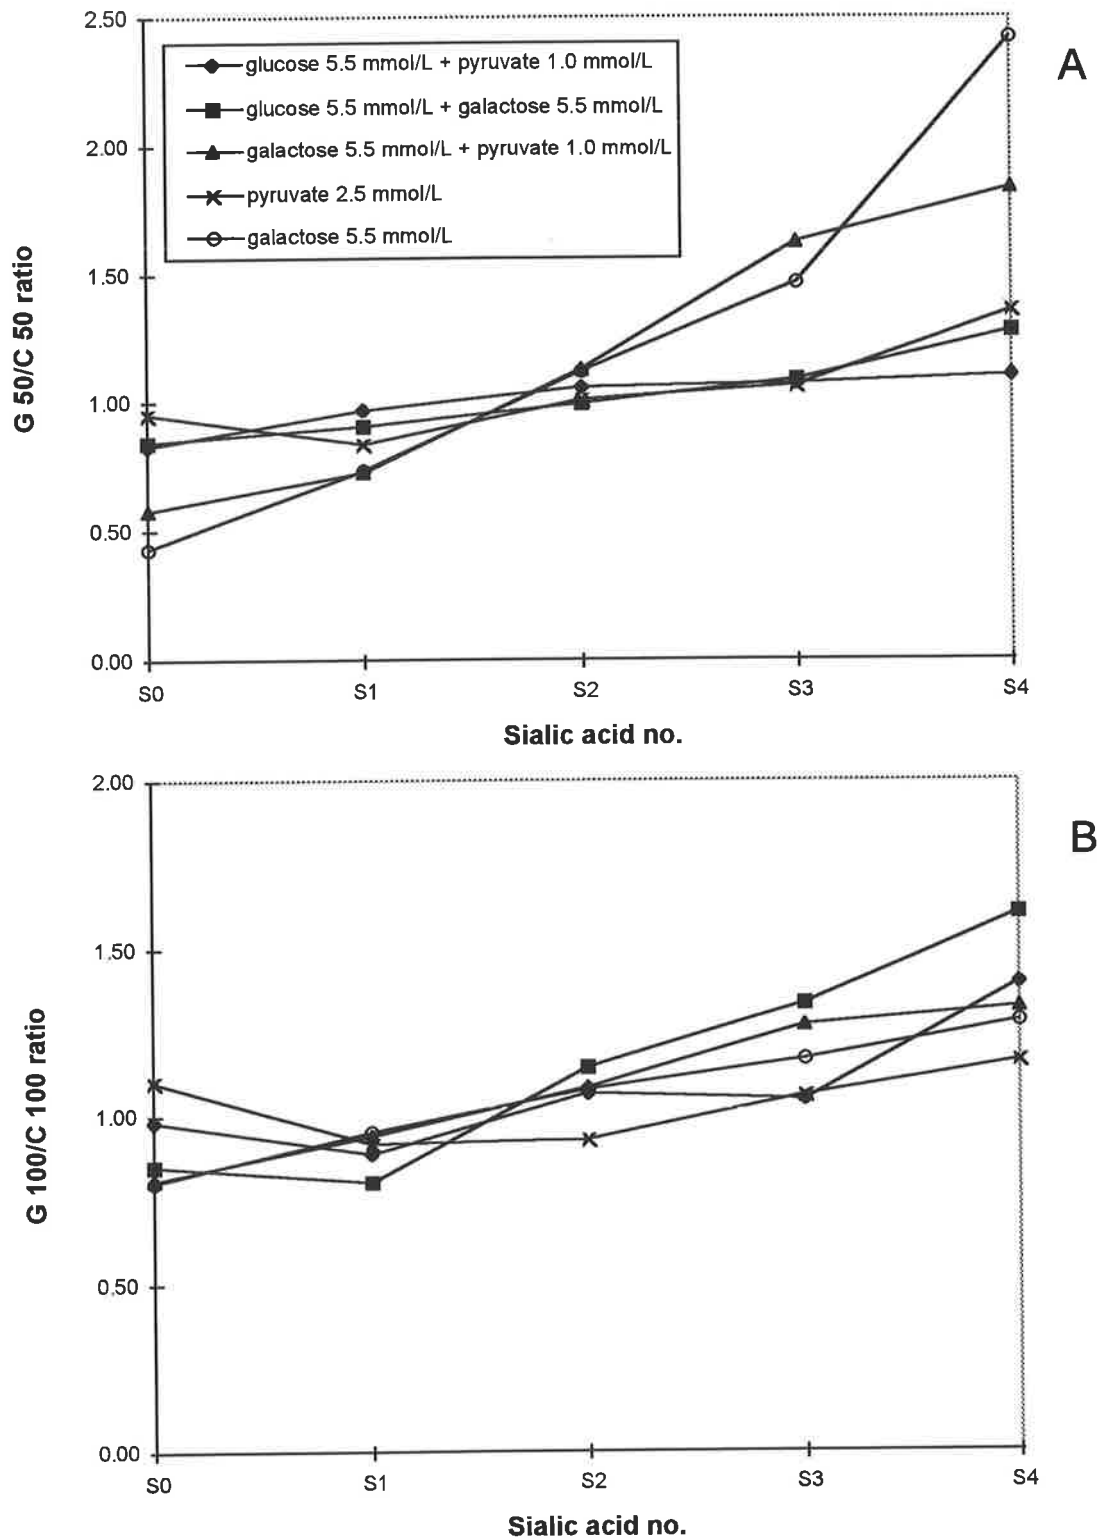 2.50
A
glucose 5.5 mmol/L + pyruvate 1.0 mmol/L
glucose 5.5 mmol/L + galactose 5.5 mmol/L
galactose 5.5 mmol/L + pyruvate 1.0 mmol/L
pyruvate 2.5 mmol/L
galactose 5.5 mmol/L
2.00
1.50
1.00
0.50
0.00
G 50/C 50 ratio
S0 S1 S2 S3 S4
Sialic acid no.
2.00
B
1,50
1.00
0,50
0.00
G 100/C 100 ratio
S0 S1 S2 S3 S4
Sialic acid no.